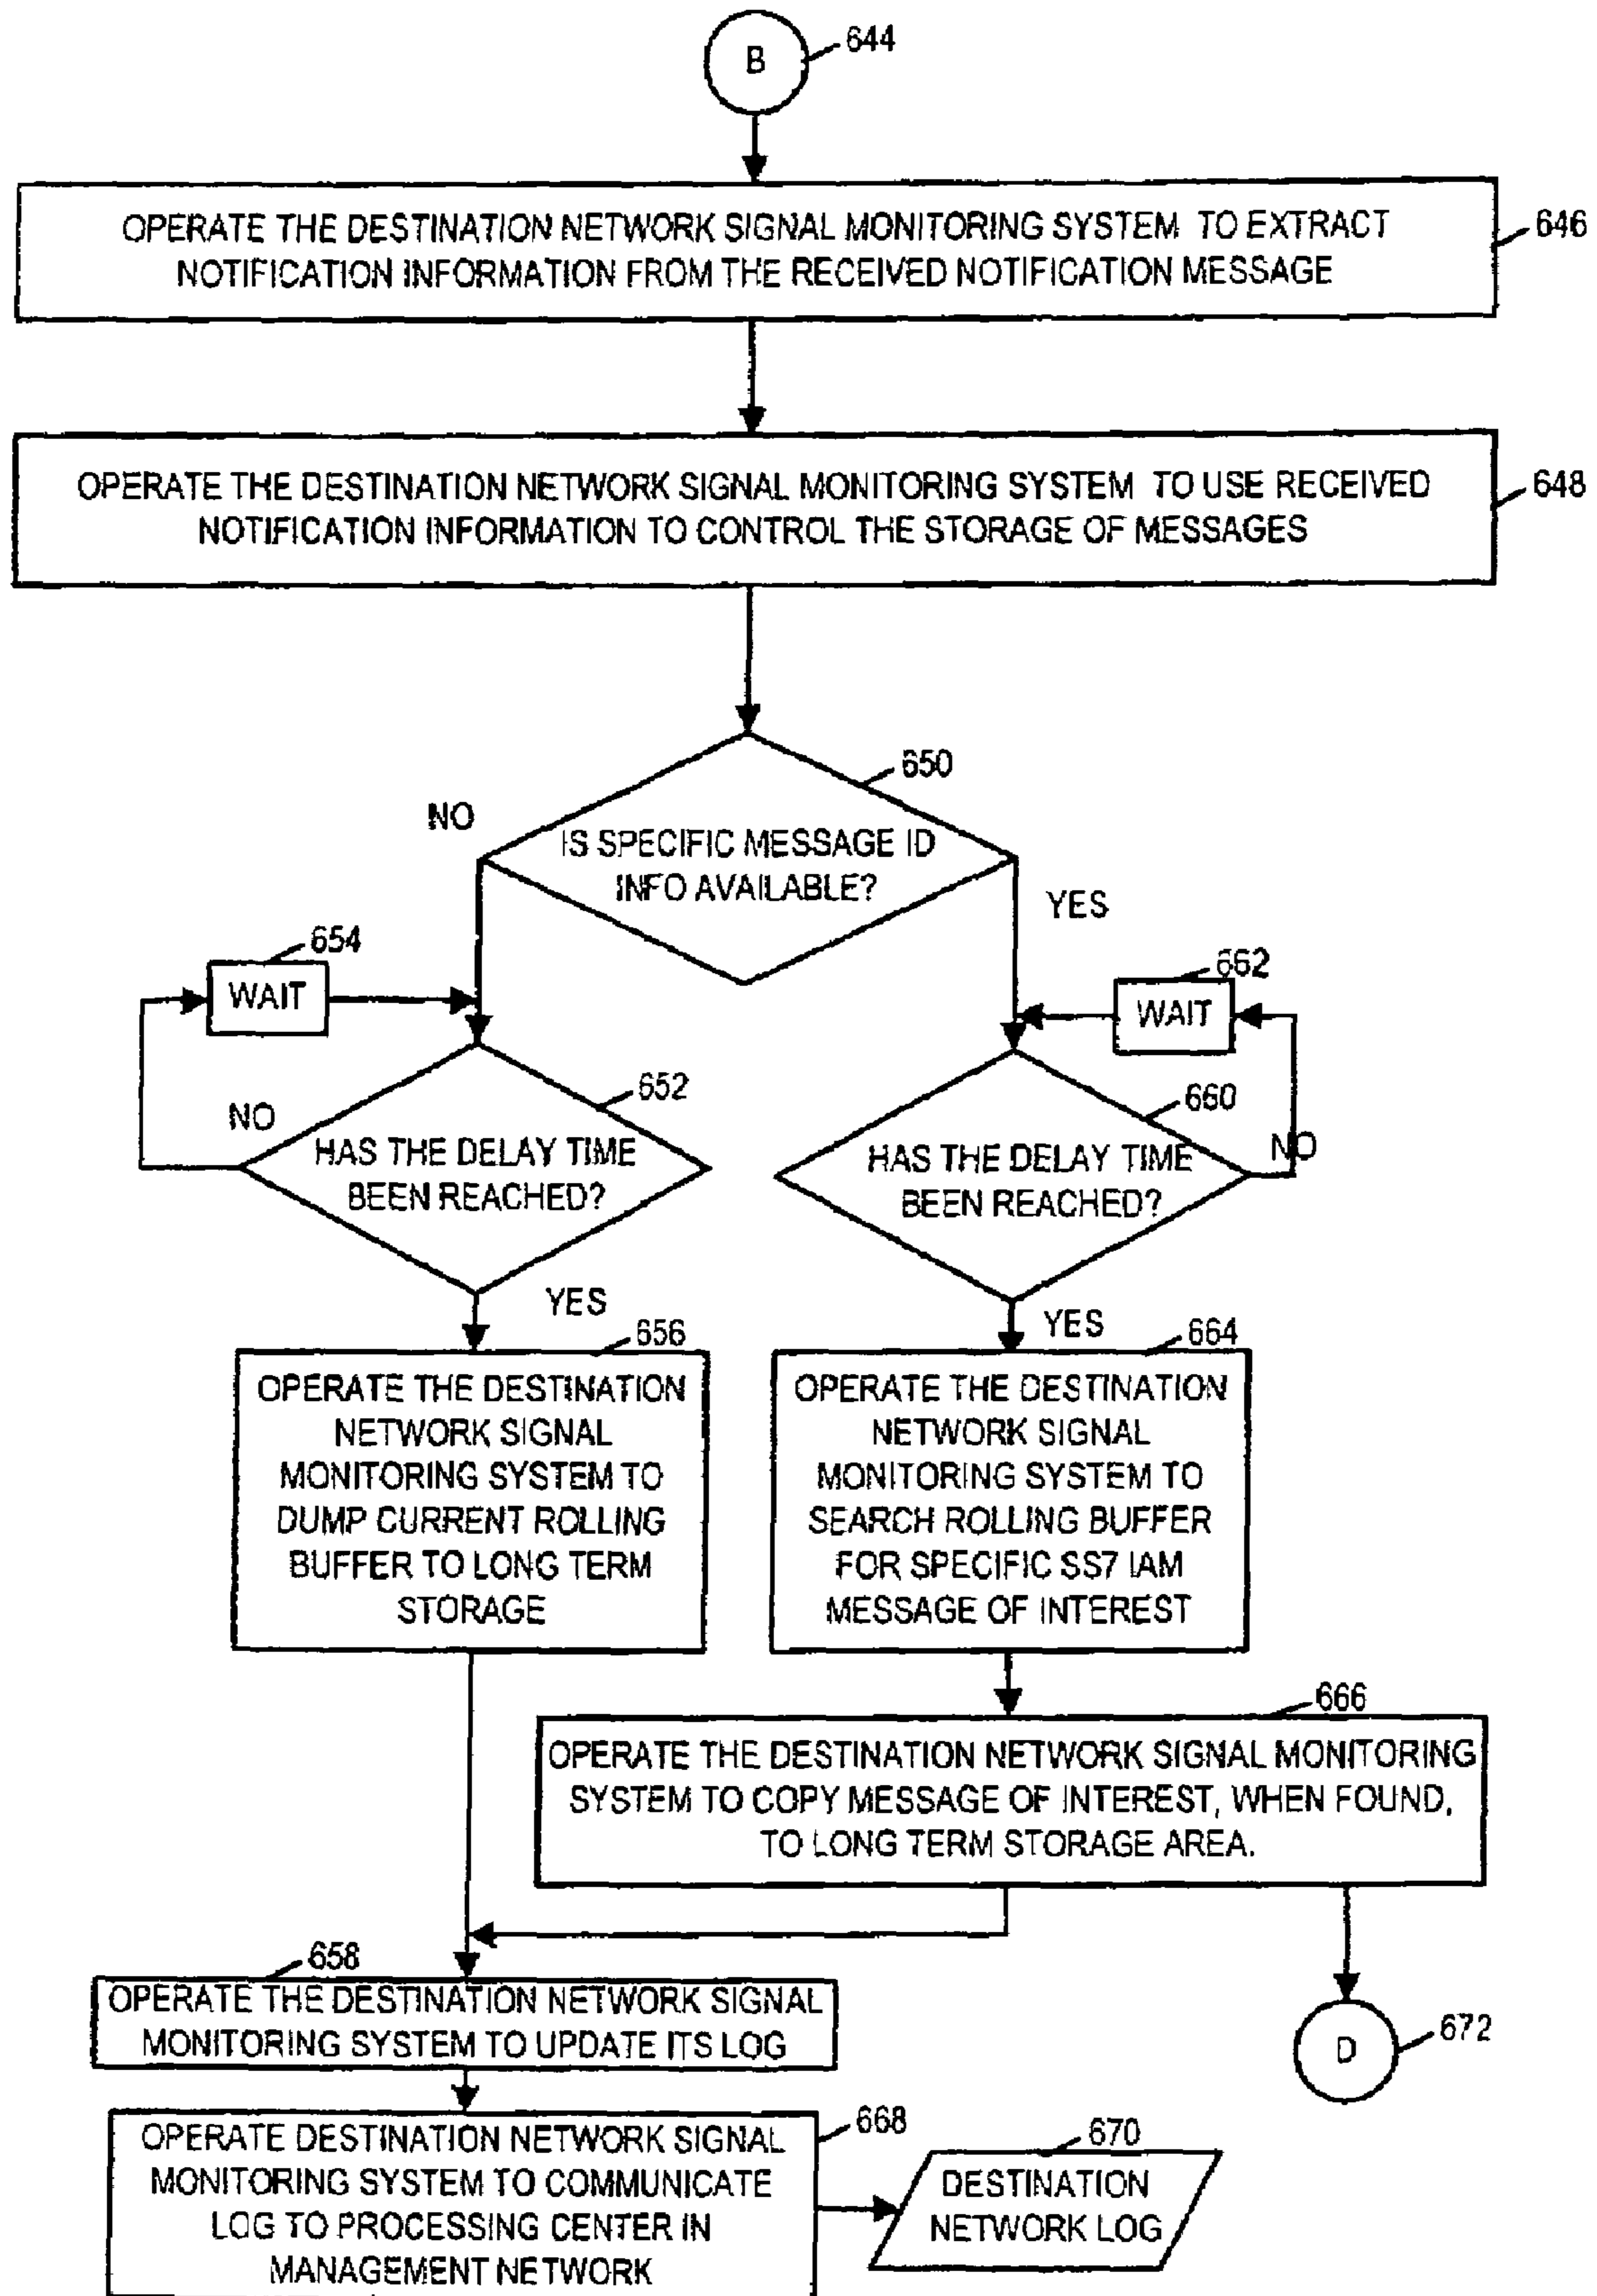 B
644
OPERATE THE DESTINATION NETWORK SIGNAL MONITORING SYSTEM TO EXTRACT
NOTIFICATION INFORMATION FROM THE RECEIVED NOTIFICATION MESSAGE
646
OPERATE THE DESTINATION NETWORK SIGNAL MONITORING SYSTEM TO USE RECEIVED
NOTIFICATION INFORMATION TO CONTROL THE STORAGE OF MESSAGES
648
650
NO
IS SPECIFIC MESSAGE ID
INFO AVAILABLE?
YES
654
WAIT
662
WAIT
652
NO
HAS THE DELAY TIME
BEEN REACHED?
YES
660
NO
HAS THE DELAY TIME
BEEN REACHED?
YES
656
OPERATE THE DESTINATION
NETWORK SIGNAL
MONITORING SYSTEM TO
DUMP CURRENT ROLLING
BUFFER TO LONG TERM
STORAGE
664
OPERATE THE DESTINATION
NETWORK SIGNAL
MONITORING SYSTEM TO
SEARCH ROLLING BUFFER
FOR SPECIFIC SS7 IAM
MESSAGE OF INTEREST
666
OPERATE THE DESTINATION NETWORK SIGNAL MONITORING
SYSTEM TO COPY MESSAGE OF INTEREST, WHEN FOUND,
TO LONG TERM STORAGE AREA.
658
OPERATE THE DESTINATION NETWORK SIGNAL
MONITORING SYSTEM TO UPDATE ITS LOG
D
672
668
OPERATE DESTINATION NETWORK SIGNAL
MONITORING SYSTEM TO COMMUNICATE
LOG TO PROCESSING CENTER IN
MANAGEMENT NETWORK
670
DESTINATION
NETWORK LOG